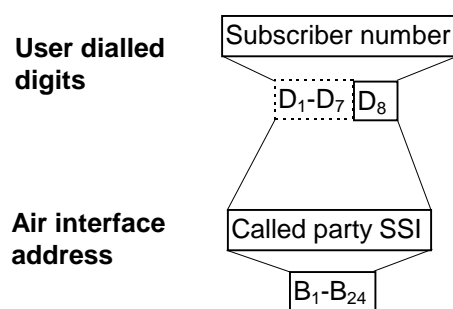 User dialled
digits
Subscriber number
D₁-D₇ D₈
Air interface
address
Called party SSI
B₁-B₂₄